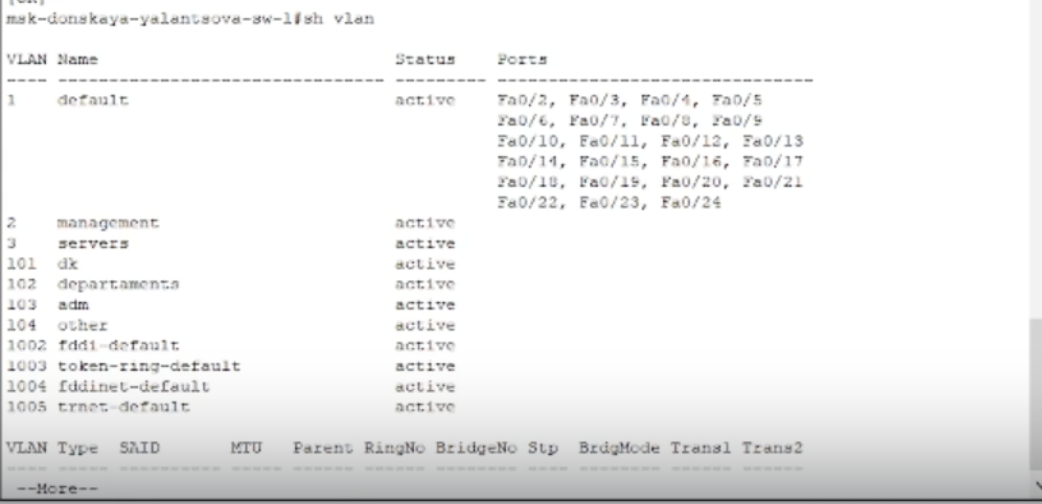 msk-donskaya-yalantsova-sw-1#sh vlan
VLAN Name Status Ports
---- -------------------------------- --------- -------------------------------
1 default active Fa0/2, Fa0/3, Fa0/4, Fa0/5
Fa0/6, Fa0/7, Fa0/8, Fa0/9
Fa0/10, Fa0/11, Fa0/12, Fa0/13
Fa0/14, Fa0/15, Fa0/16, Fa0/17
Fa0/18, Fa0/19, Fa0/20, Fa0/21
Fa0/22, Fa0/23, Fa0/24
2 management active
3 servers active
101 dk active
102 departaments active
103 adm active
104 other active
1002 fddi-default active
1003 token-ring-default active
1004 fddinet-default active
1005 trnet-default active
VLAN Type SAID MTU Parent RingNo BridgeNo Stp BrdgMode Trans1 Trans2
---- ----- ---------- ----- ------ ------ -------- ---- -------- ------ ------
--More--